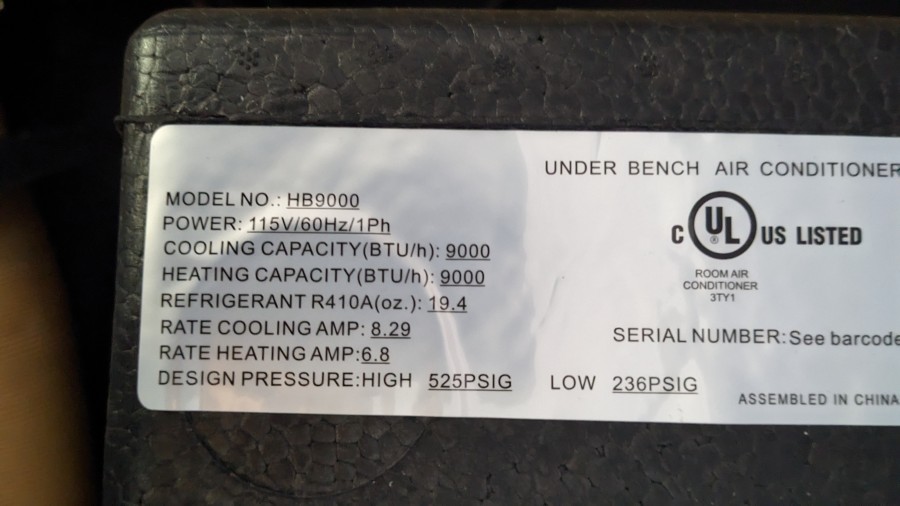 UNDER BENCH AIR CONDITIONER
MODEL NO.: HB9000
POWER: 115V/60Hz/1Ph
COOLING CAPACITY(BTU/h): 9000
HEATING CAPACITY(BTU/h): 9000
REFRIGERANT R410A(oz.): 19.4
RATE COOLING AMP: 8.29
RATE HEATING AMP:6.8
DESIGN PRESSURE:HIGH 525PSIG LOW 236PSIG
C UL® US LISTED
ROOM AIR
CONDITIONER
3TY1
SERIAL NUMBER:See barcode
ASSEMBLED IN CHINA